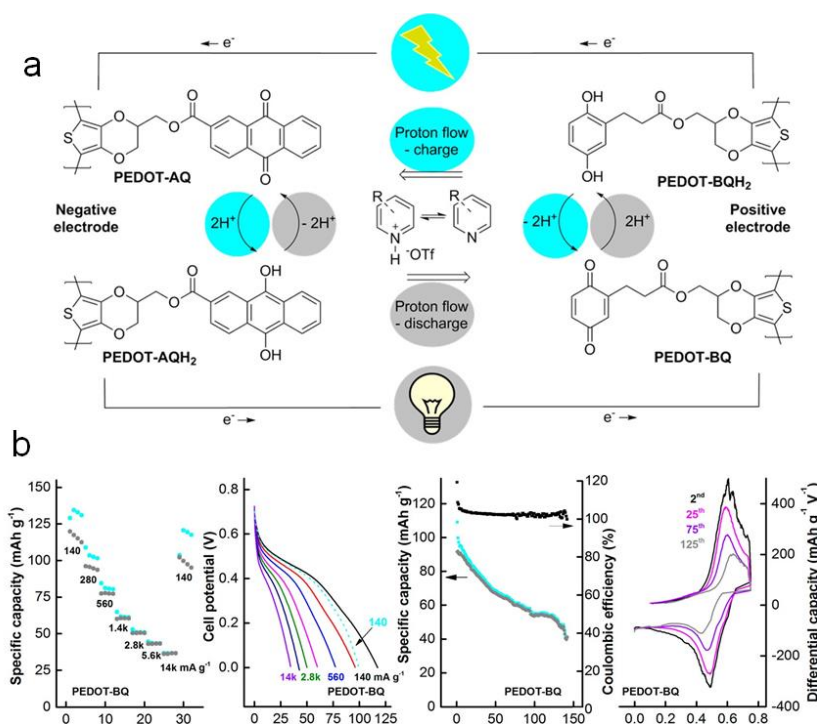 a
e-
e-
OH
OH
O
O
O
O
O
O
O
S
PEDOT-AQ
Proton flow
- charge
O
O
O
O
S
PEDOT-BQH2
Negative
electrode
2H+
- 2H+
R
R
N+
H
-OTf
N
- 2H+
2H+
Positive
electrode
OH
OH
O
O
O
O
S
PEDOT-AQH2
Proton flow
- discharge
O
O
O
O
O
O
S
PEDOT-BQ
e-
e-
b
Specific capacity (mAh g-1)
150
125
100
75
50
25
0
0 10 20 30
140
280
560
1.4k
2.8k
5.6k
14k mA g-1
140
PEDOT-BQ
Cell potential (V)
0.8
0.6
0.4
0.2
0.0
0 25 50 75 100 125
140
14k
2.8k
560
140 mA g-1
PEDOT-BQ
Specific capacity (mAh g-1)
120
100
80
60
40
20
0
0 50 100 150
Coulombic efficiency (%)
120
100
80
60
40
20
0
PEDOT-BQ
2nd
25th
75th
125th
Differential capacity (mAh g-1 V-1)
400
200
0
-200
-400
0.0 0.2 0.4 0.6 0.8
PEDOT-BQ